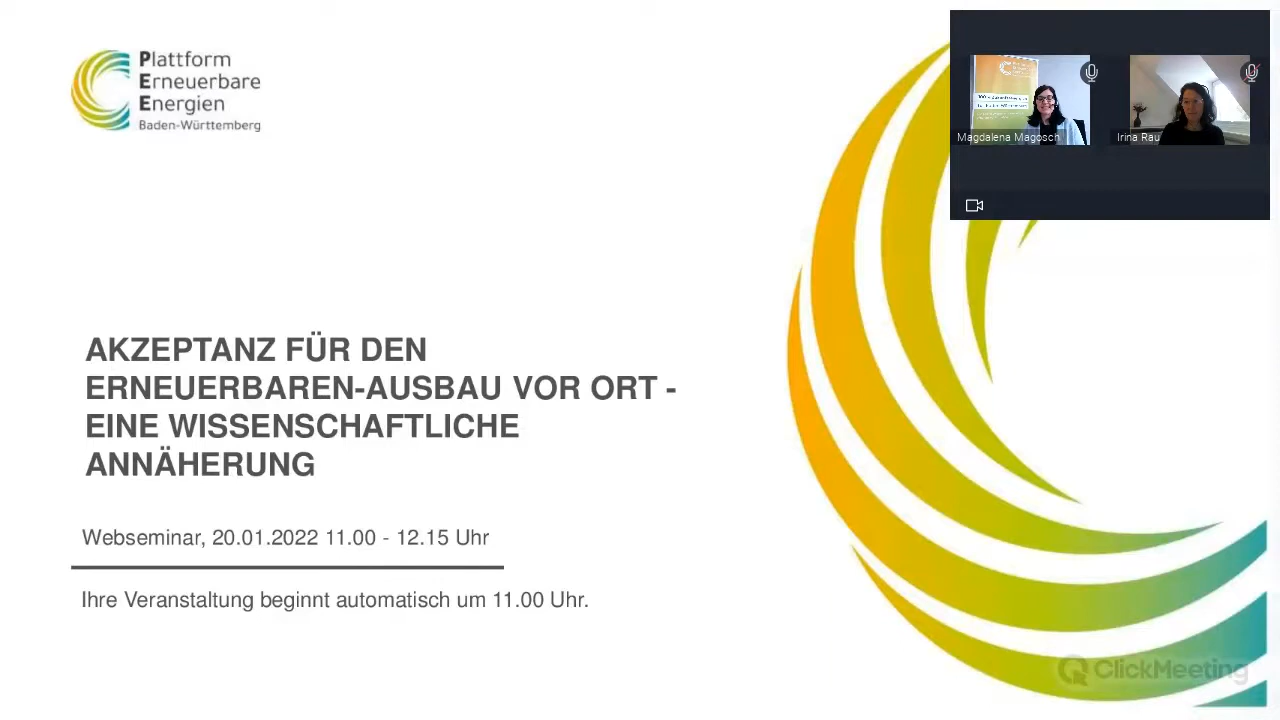 Plattform
Erneuerbare
Energien
Baden-Württemberg
Magdalena Magosch
Irina Rau
AKZEPTANZ FÜR DEN
ERNEUERBAREN-AUSBAU VOR ORT -
EINE WISSENSCHAFTLICHE
ANNÄHERUNG
Webseminar, 20.01.2022 11.00 - 12.15 Uhr
Ihre Veranstaltung beginnt automatisch um 11.00 Uhr.
ClickMeeting